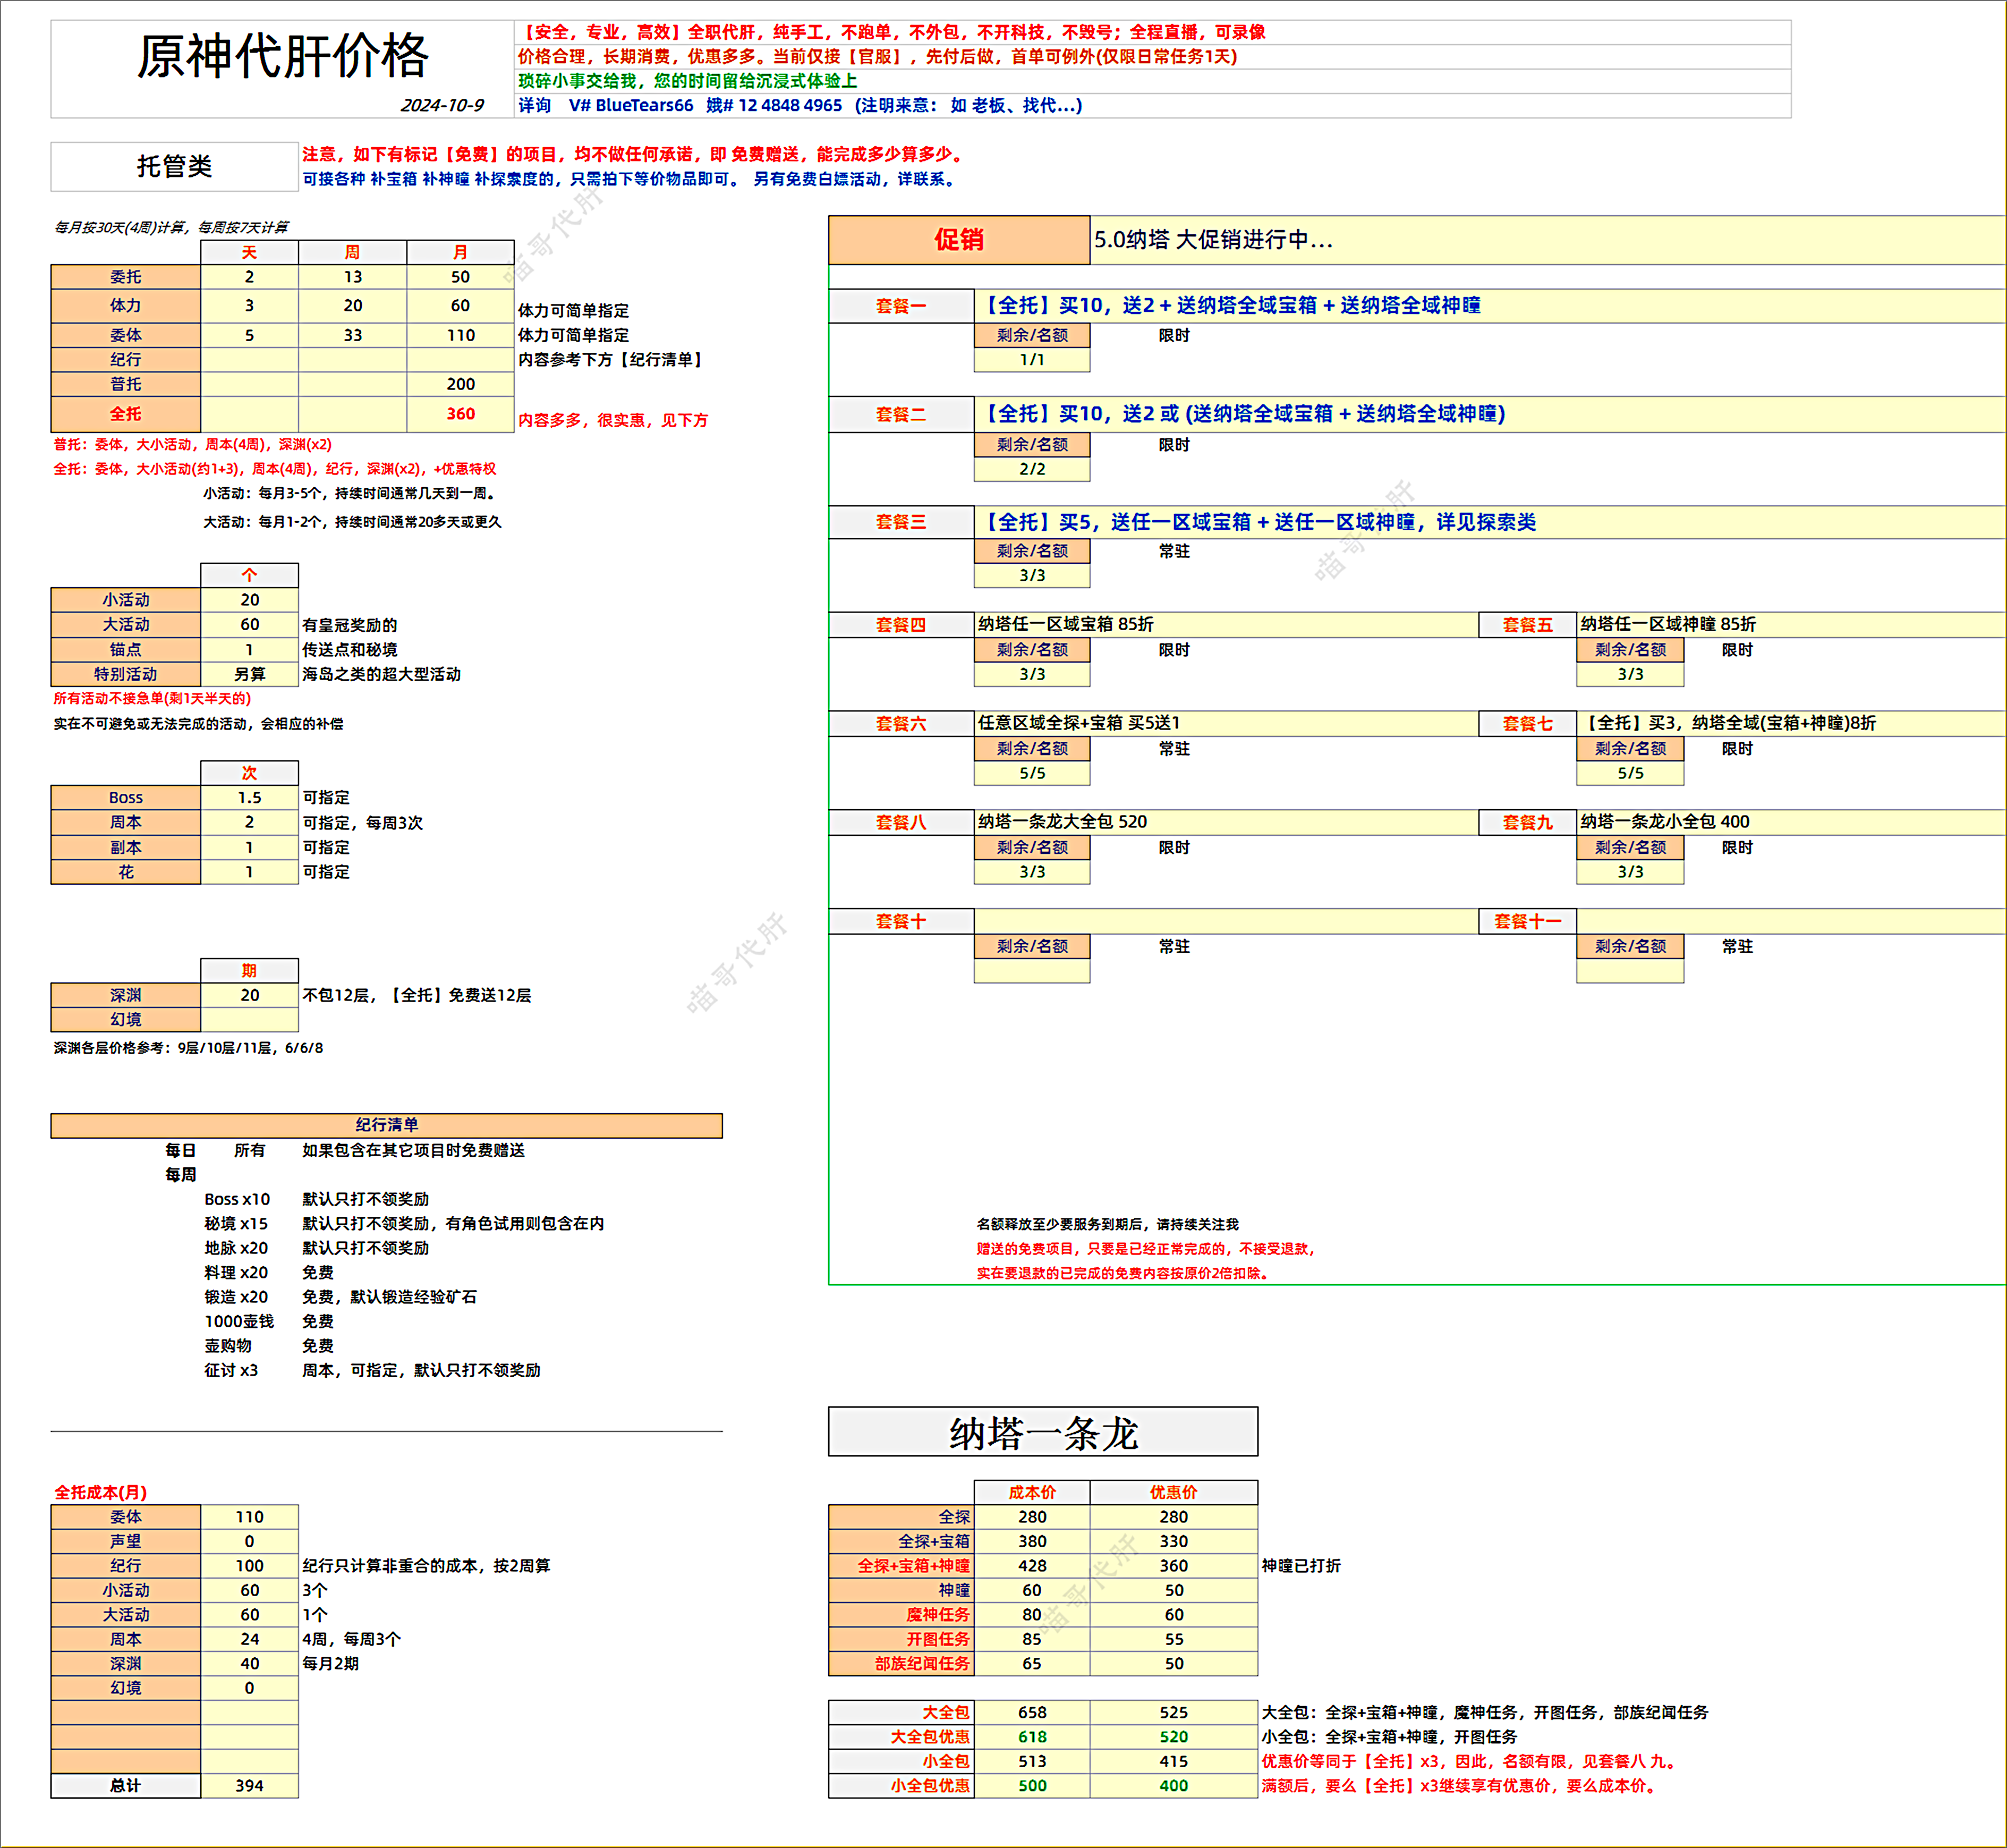 原神代肝价格
2024-10-9
【安全，专业，高效】全职代肝，纯手工，不跑单，不外包，不开科技，不毁号；全程直播，可录像
价格合理，长期消费，优惠多多。当前仅接【官服】，先付后做，首单可例外(仅限日常任务1天)
琐碎小事交给我，您的时间留给沉浸式体验上
详询 V# BlueTears66 娥# 12 4848 4965 (注明来意： 如 老板、找代...)
托管类
注意，如下有标记【免费】的项目，均不做任何承诺，即 免费赠送，能完成多少算多少。
可接各种 补宝箱 补神瞳 补探索度的，只需拍下等价物品即可。 另有免费白嫖活动，详联系。
每月按30天(4周)计算，每周按7天计算
天 周 月
委托 2 13 50
体力 3 20 60 体力可简单指定
委体 5 33 110 体力可简单指定
纪行 内容参考下方【纪行清单】
普托 200
全托 360 内容多多，很实惠，见下方
普托：委体，大小活动，周本(4周)，深渊(x2)
全托：委体，大小活动(约1+3)，周本(4周)，纪行，深渊(x2)，+优惠特权
小活动：每月3-5个，持续时间通常几天到一周。
大活动：每月1-2个，持续时间通常20多天或更久
个
小活动 20
大活动 60 有皇冠奖励的
锚点 1 传送点和秘境
特别活动 另算 海岛之类的超大型活动
所有活动不接急单(剩1天半天的)
实在不可避免或无法完成的活动，会相应的补偿
次
Boss 1.5 可指定
周本 2 可指定，每周3次
副本 1 可指定
花 1 可指定
期
深渊 20 不包12层，【全托】免费送12层
幻境
深渊各层价格参考：9层/10层/11层，6/6/8
纪行清单
每日 所有 如果包含在其它项目时免费赠送
每周
Boss x10 默认只打不领奖励
秘境 x15 默认只打不领奖励，有角色试用则包含在内
地脉 x20 默认只打不领奖励
料理 x20 免费
锻造 x20 免费，默认锻造经验矿石
1000壶钱 免费
壶购物 免费
征讨 x3 周本，可指定，默认只打不领奖励
全托成本(月)
委体 110
声望 0
纪行 100 纪行只计算非重合的成本，按2周算
小活动 60 3个
大活动 60 1个
周本 24 4周，每周3个
深渊 40 每月2期
幻境 0
总计 394
促销 5.0纳塔 大促销进行中...
套餐一 【全托】买10，送2 + 送纳塔全域宝箱 + 送纳塔全域神瞳
剩余/名额 限时
1/1
套餐二 【全托】买10，送2 或 (送纳塔全域宝箱 + 送纳塔全域神瞳)
剩余/名额 限时
2/2
套餐三 【全托】买5，送任一区域宝箱 + 送任一区域神瞳，详见探索类
剩余/名额 常驻
3/3
套餐四 纳塔任一区域宝箱 85折 套餐五 纳塔任一区域神瞳 85折
剩余/名额 限时 剩余/名额 限时
3/3 3/3
套餐六 任意区域全探+宝箱 买5送1 套餐七 【全托】买3，纳塔全域(宝箱+神瞳)8折
剩余/名额 常驻 剩余/名额 限时
5/5 5/5
套餐八 纳塔一条龙大全包 520 套餐九 纳塔一条龙小全包 400
剩余/名额 限时 剩余/名额 限时
3/3 3/3
套餐十 套餐十一
剩余/名额 常驻 剩余/名额 常驻
名额释放至少要服务到期后，请持续关注我
赠送的免费项目，只要是已经正常完成的，不接受退款，
实在要退款的已完成的免费内容按原价2倍扣除。
纳塔一条龙
成本价 优惠价
全探 280 280
全探+宝箱 380 330
全探+宝箱+神瞳 428 360 神瞳已打折
神瞳 60 50
魔神任务 80 60
开图任务 85 55
部族纪闻任务 65 50
大全包 658 525 大全包：全探+宝箱+神瞳，魔神任务，开图任务，部族纪闻任务
大全包优惠 618 520 小全包：全探+宝箱+神瞳，开图任务
小全包 513 415 优惠价等同于【全托】x3，因此，名额有限，见套餐八 九。
小全包优惠 500 400 满额后，要么【全托】x3继续享有优惠价，要么成本价。
喵哥代肝
喵哥代肝
喵哥代肝
喵哥代肝